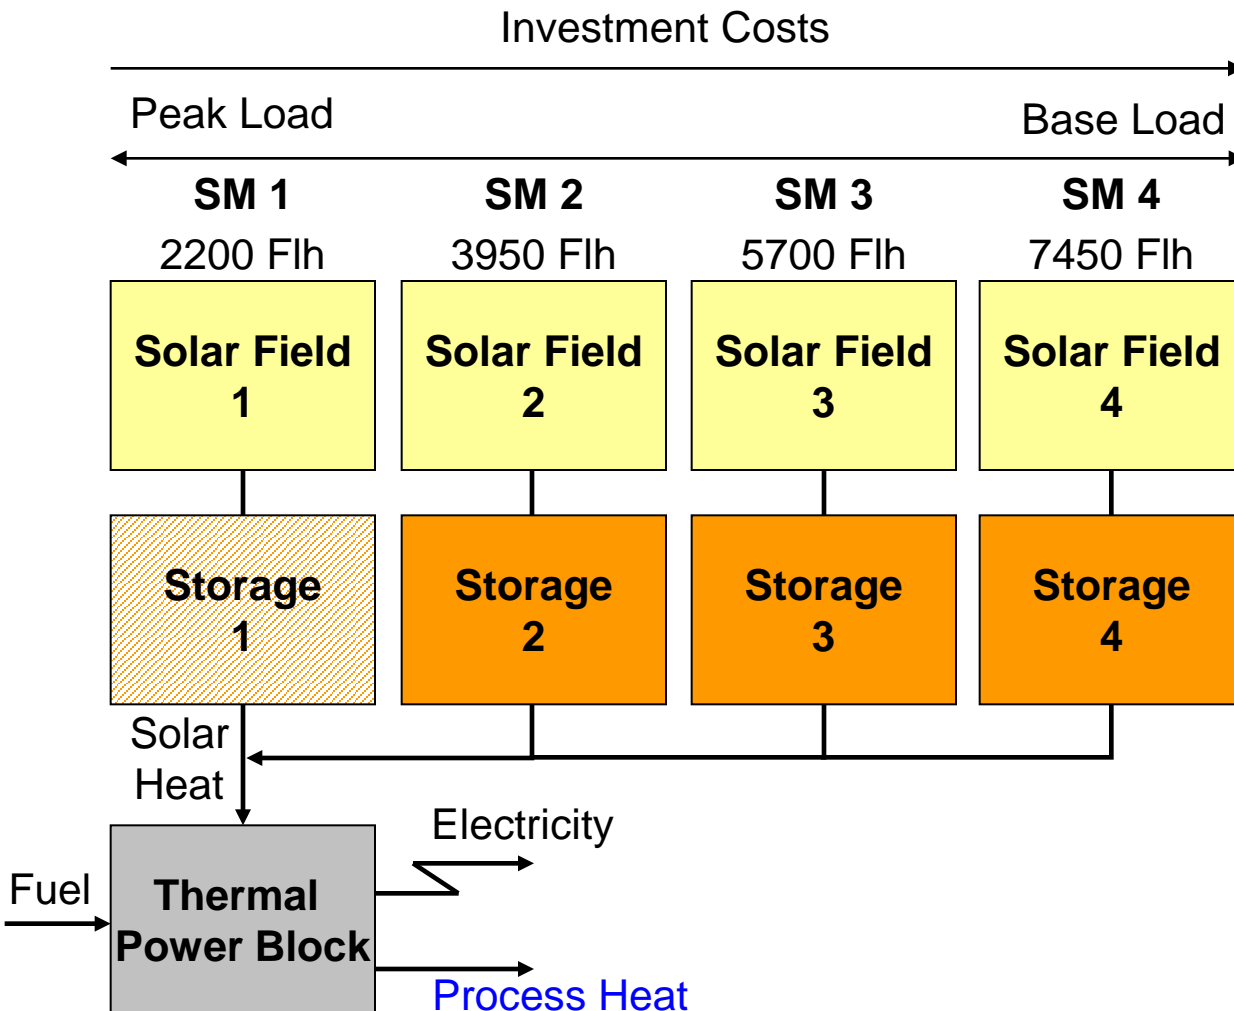 Investment Costs
Peak Load
Base Load
SM 1
SM 2
SM 3
SM 4
2200 Flh
3950 Flh
5700 Flh
7450 Flh
Solar Field
1
Solar Field
2
Solar Field
3
Solar Field
4
Storage
1
Storage
2
Storage
3
Storage
4
Solar
Heat
Electricity
Fuel
Thermal
Power Block
Process Heat